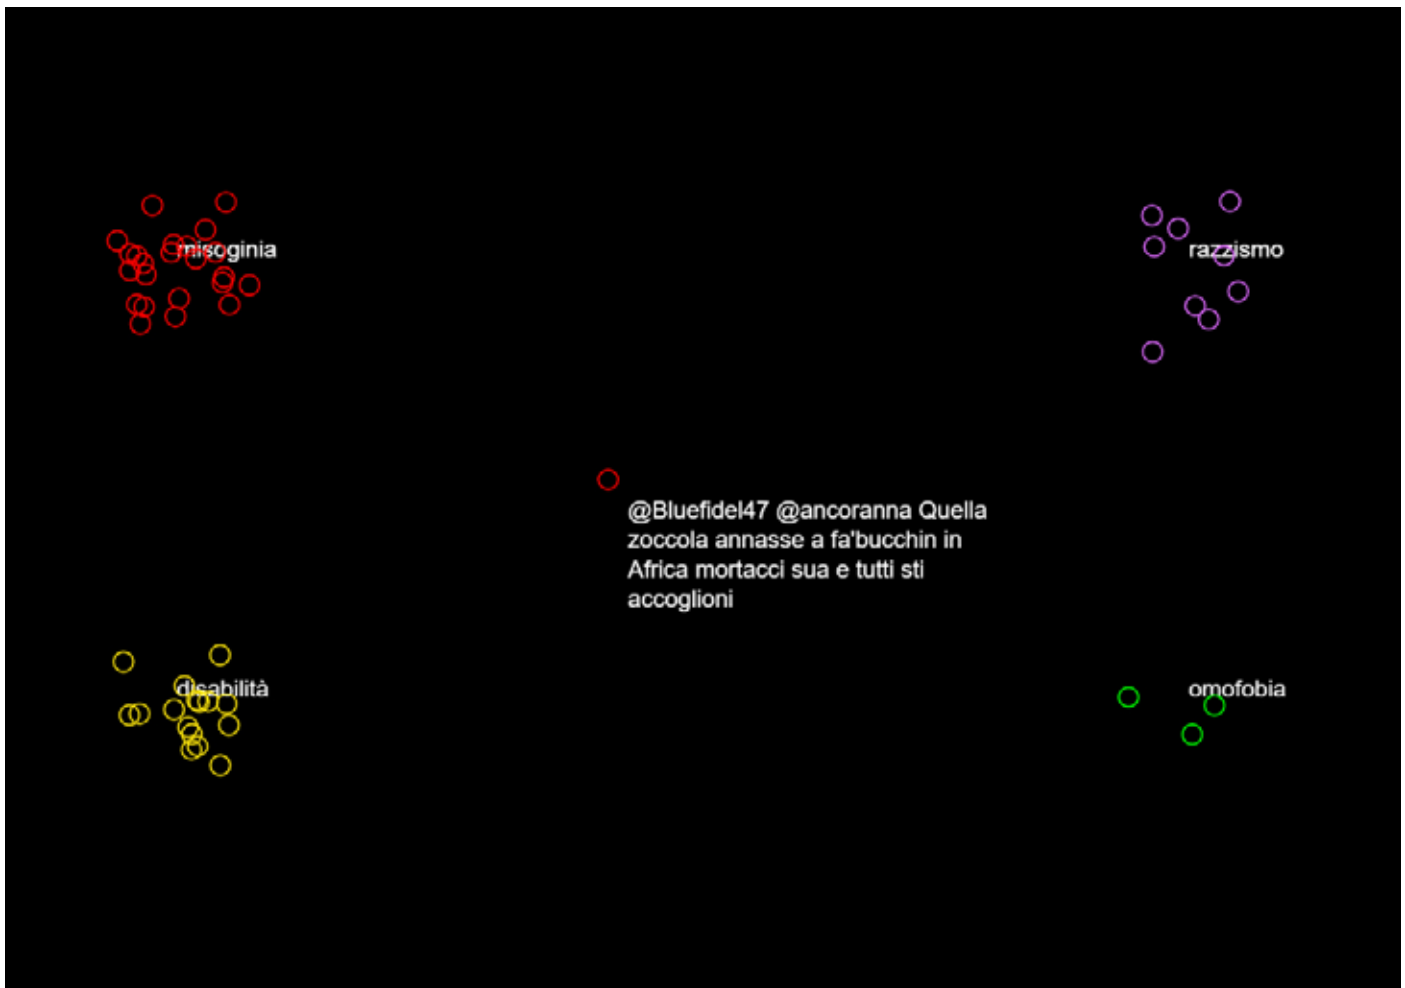 misoginia
razzismo
@Bluefidel47 @ancoranna Quella
zoccola annasse a fa'bucchin in
Africa mortacci sua e tutti sti
accoglioni
disabilità
omofobia